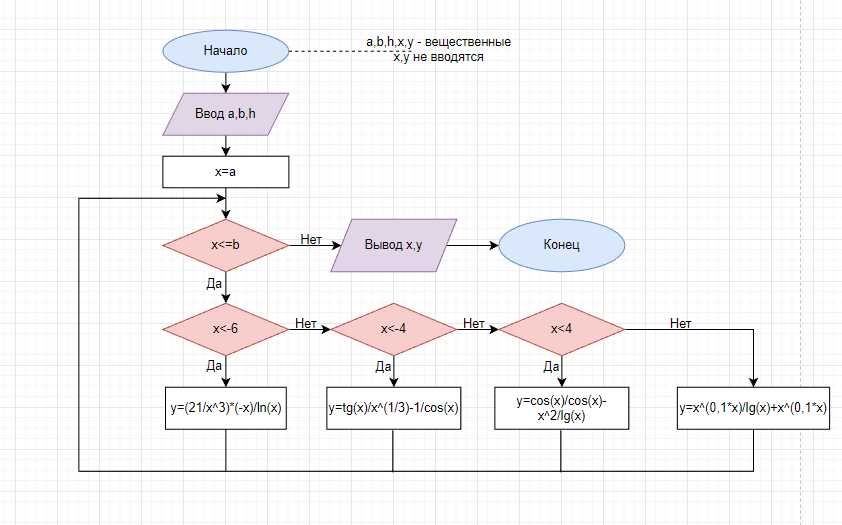 Начало
a,b,h,x,y - вещественные
x,y не вводятся
Ввод a,b,h
x=a
x<=b
Нет
Вывод x,y
Конец
Да
x<-6
Нет
x<-4
Нет
x<4
Нет
Да
Да
Да
y=(21/x^3)*(-x)/ln(x)
y=tg(x)/x^(1/3)-1/cos(x)
y=cos(x)/cos(x)-
x^2/lg(x)
y=x^(0,1*x)/lg(x)+x^(0,1*x)